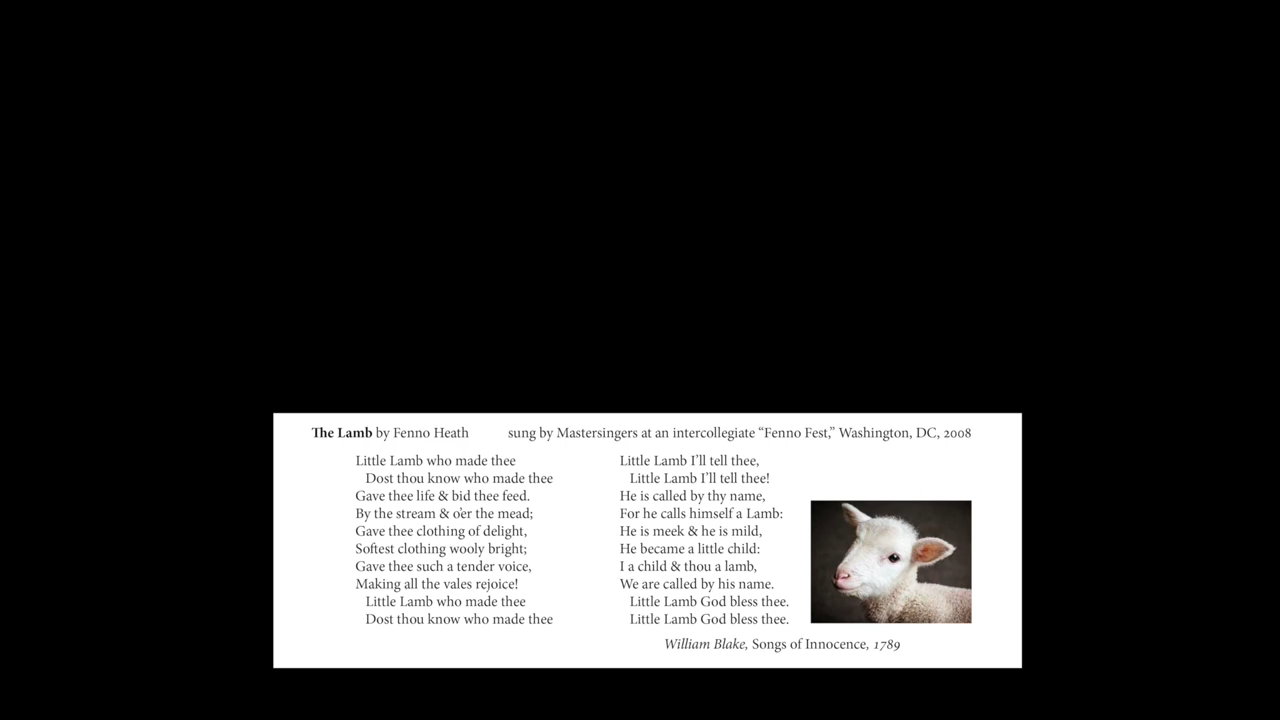 The Lamb by Fenno Heath sung by Mastersingers at an intercollegiate “Fenno Fest,” Washington, DC, 2008
Little Lamb who made thee
Dost thou know who made thee
Gave thee life & bid thee feed.
By the stream & o'er the mead;
Gave thee clothing of delight,
Softest clothing wooly bright;
Gave thee such a tender voice,
Making all the vales rejoice!
Little Lamb who made thee
Dost thou know who made thee
Little Lamb I’ll tell thee,
Little Lamb I’ll tell thee!
He is called by thy name,
For he calls himself a Lamb:
He is meek & he is mild,
He became a little child:
I a child & thou a lamb,
We are called by his name.
Little Lamb God bless thee.
Little Lamb God bless thee.
William Blake, Songs of Innocence, 1789